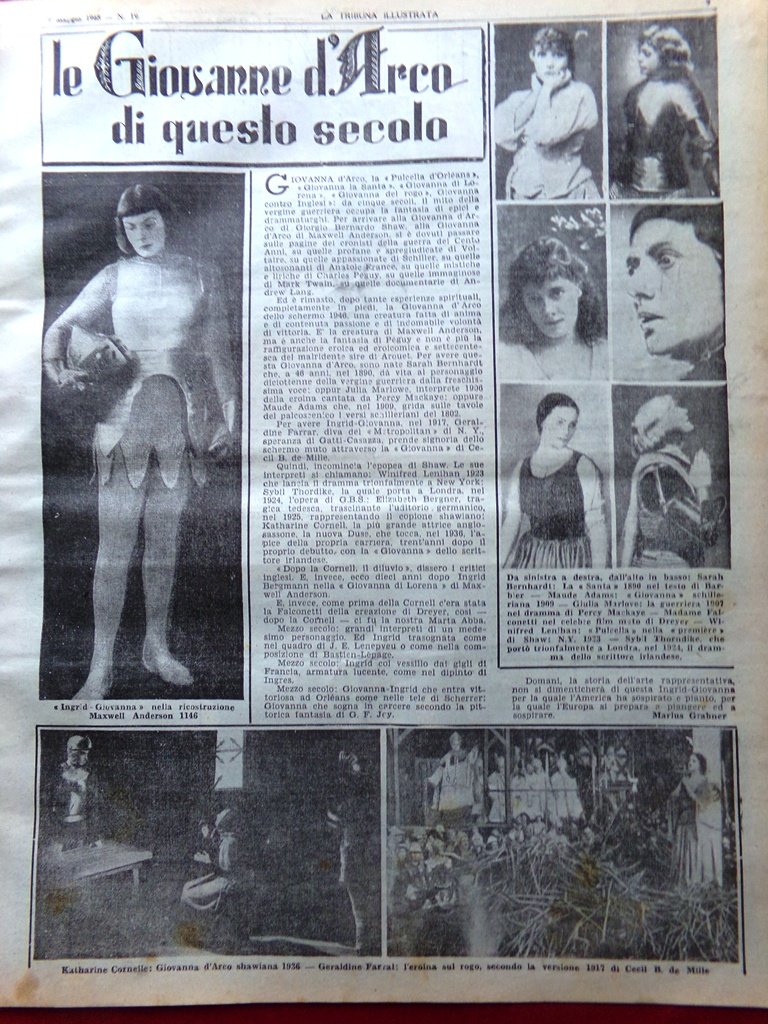 LA TRIBUNA ILLUSTRATA
le Giovanne d'Arco
di questo secolo
GIOVANNA d'Arco, la « Pulcella d'Orléans »,
« Giovanna la Santa », « Giovanna di Lo-
rena », « Giovanna del rogo », Giovanna
contro Inglesi »: da cinque secoli, il mito della
vergine guerriera occupa la fantasia di epici e
drammaturghi. Per arrivare alla Giovanna d'Ar-
co di Giorgio Bernardo Shaw, alla Giovanna
d'Arco di Maxwell Anderson, si è dovuti passare
sulle pagine dei cronisti della guerra dei Cento
Anni, su quelle profane e spregiudicate di Vol-
taire, su quelle appassionate di Schiller, su quelle
altosonanti di Anatole France, su quelle mistiche
e liriche di Charles Péguy, su quelle immaginose
di Mark Twain, su quelle documentarie di An-
drew Lang.
Ed è rimasto, dopo tante esperienze spirituali,
completamente in piedi, la Giovanna d'Arco
dello schermo 1946, una creatura fatta di anima
e di contenuta passione e di indomabile volontà
di vittoria. E' la creatura di Maxwell Anderson,
ma è anche la fantasia di Peguy e non è più la
raffigurazione eroica ed eroicomica e settecente-
sca del malridente sire di Arouet. Per avere que-
sta Giovanna d'Arco, sono nate Sarah Bernhardt
che, a 46 anni, nel 1890, dà vita al personaggio
diciottenne della vergine guerriera dalla freschis-
sima voce: oppur Julia Marlowe, interprete 1936
della eroina cantata da Percy Mackaye: oppure
Maude Adams che, nel 1909, grida sulle tavole
del palcoscenico i versi schilleriani del 1802.
Per avere Ingrid-Giovanna, nel 1917, Geral-
dine Farrar, diva del « Metropolitan » di N. Y.,
speranza di Gatti-Casazza, prende signoria dello
schermo muto attraverso la « Giovanna » di Ce-
cil B. de Mille.
Quindi, incomincia l'epopea di Shaw. Le sue
interpreti si chiamano: Winifred Lenihan 1923
che lancia il dramma trionfalmente a New York:
Sybil Thordike, la quale porta a Londra, nel
1924, l'opera di G.B.S.: Elizabeth Bergner, tra-
gica tedesca, trascinante l'uditorio germanico,
nel 1925, rappresentando il copione shawiano:
Katharine Cornell, la più grande attrice anglo-
sassone, la nuova Duse, che tocca, nel 1936, l'a-
pice della propria carriera, trent'anni dopo il
proprio debutto, con la « Giovanna » dello scrit-
tore irlandese.
« Dopo la Cornell, il diluvio », dissero i critici
inglesi. E, invece, ecco dieci anni dopo Ingrid
Bergmann nella « Giovanna di Lorena » di Max-
well Anderson.
E, invece, come prima della Cornell c'era stata
la Falconetti della creazione di Dreyer, così —
dopo la Cornell — ci fu la nostra Marta Abba.
Mezzo secolo: grandi interpreti di un mede-
simo personaggio. Ed Ingrid trasognata come
nel quadro di J. E. Lenepveu o come nella com-
posizione di Bastien-Lepage.
Mezzo secolo: Ingrid col vessillo dai gigli di
Francia, armatura lucente, come nel dipinto di
Ingres.
Mezzo secolo: Giovanna-Ingrid che entra vit-
toriosa ad Orléans come nelle tele di Scherrer:
Giovanna che sogna in carcere secondo la pit-
torica fantasia di G. F. Joy.
« Ingrid - Giovanna » nella ricostruzione
Maxwell Anderson 1146
Da sinistra a destra, dall'alto in basso: Sarah
Bernhardi: La « Santa » 1890 nel testo di Bar-
bier — Maude Adams: « Giovanna » schille-
riana 1909 — Giulia Marlove: la guerriera 1907
nel dramma di Percy Mackaye — Madame Fal-
conetti nel celebre film muto di Dreyer — Wi-
nifred Lenihan: « Pulcella » nella « première »
di Shaw: N.Y. 1923 — Sybil Thordike, che
portò trionfalmente a Londra, nel 1924, il dram-
ma dello scrittore irlandese.
Domani, la storia dell'arte rappresentativa,
non si dimenticherà di questa Ingrid-Giovanna
per la quale l'America ha sospirato e pianto, per
la quale l'Europa si prepara a piangere ed a
sospirare.
Marius Grahner
Katharine Cornelle: Giovanna d'Arco shawiana 1936 — Geraldine Farral: l'eroina sul rogo, secondo la versione 1917 di Cecil B. de Mille